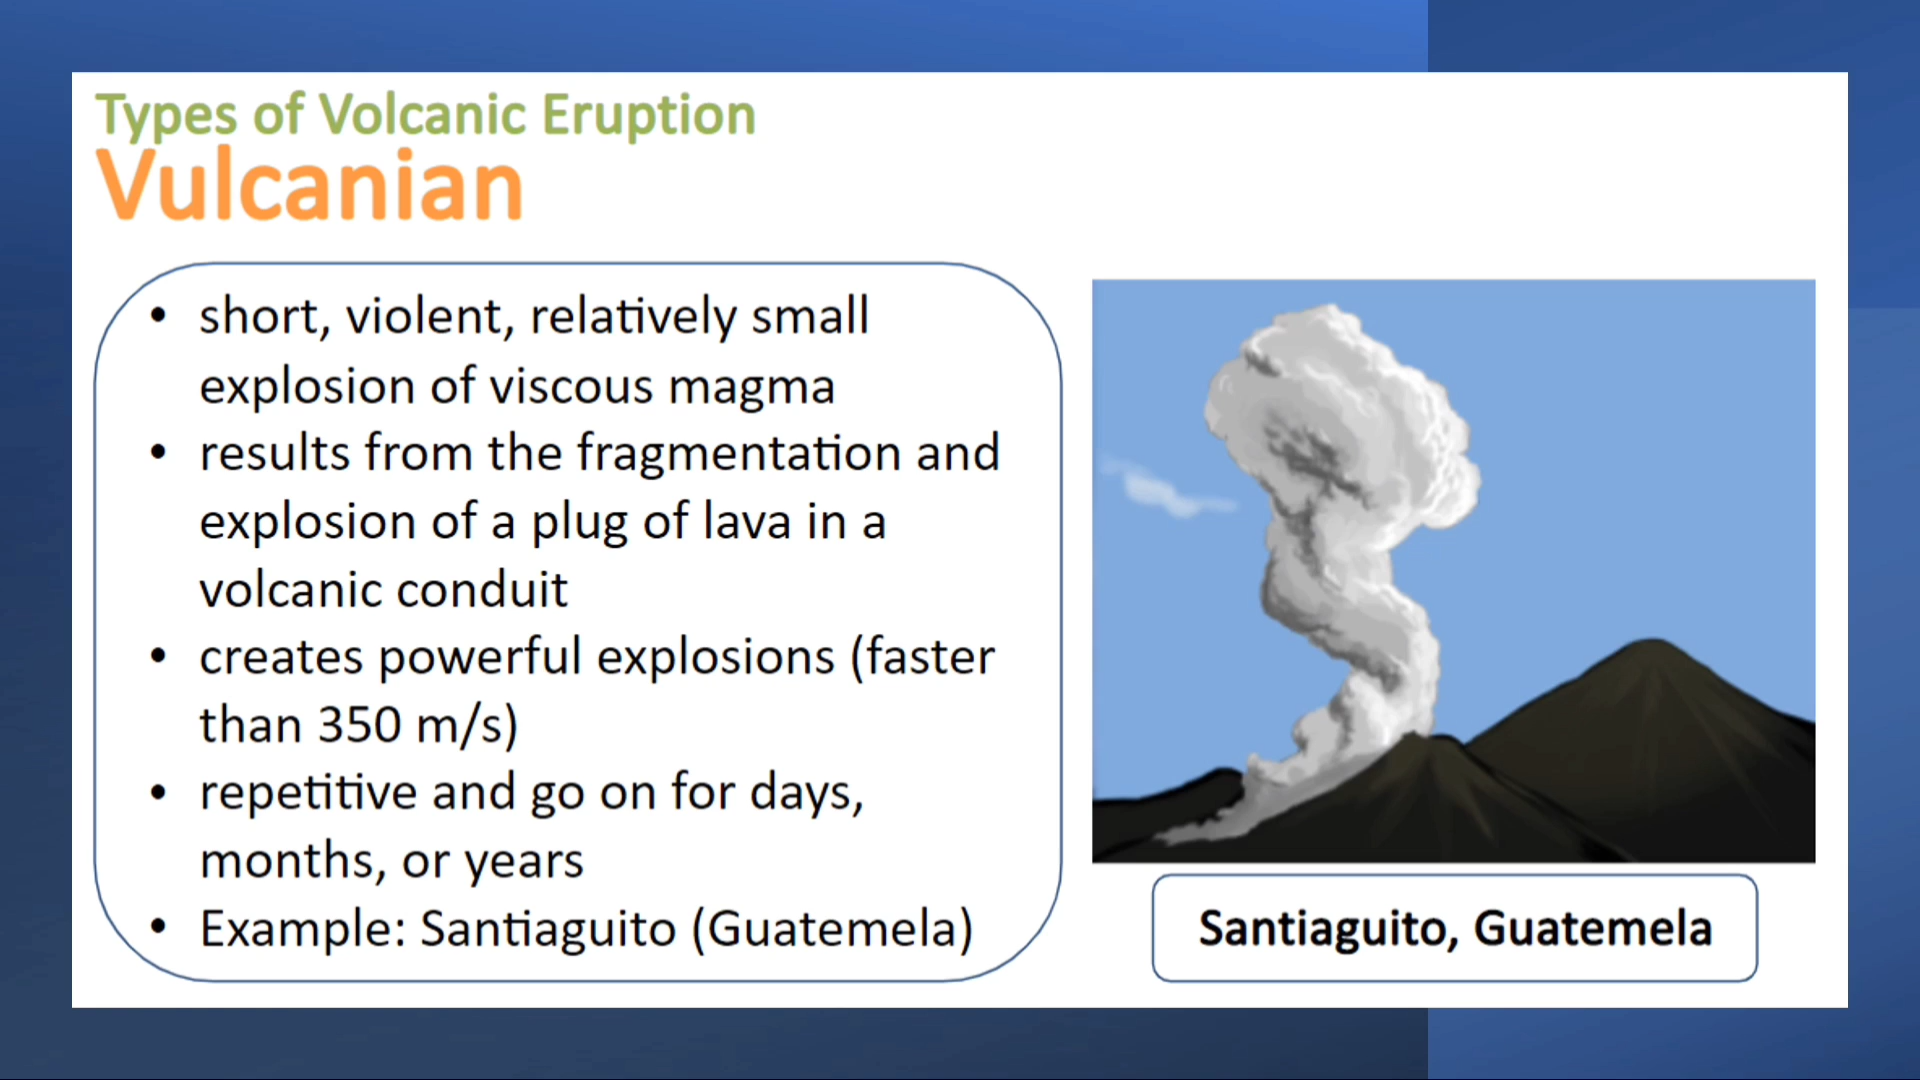 Types of Volcanic Eruption
Vulcanian
• short, violent, relatively small
explosion of viscous magma
• results from the fragmentation and
explosion of a plug of lava in a
volcanic conduit
• creates powerful explosions (faster
than 350 m/s)
• repetitive and go on for days,
months, or years
• Example: Santiaguito (Guatemela)
Santiaguito, Guatemela